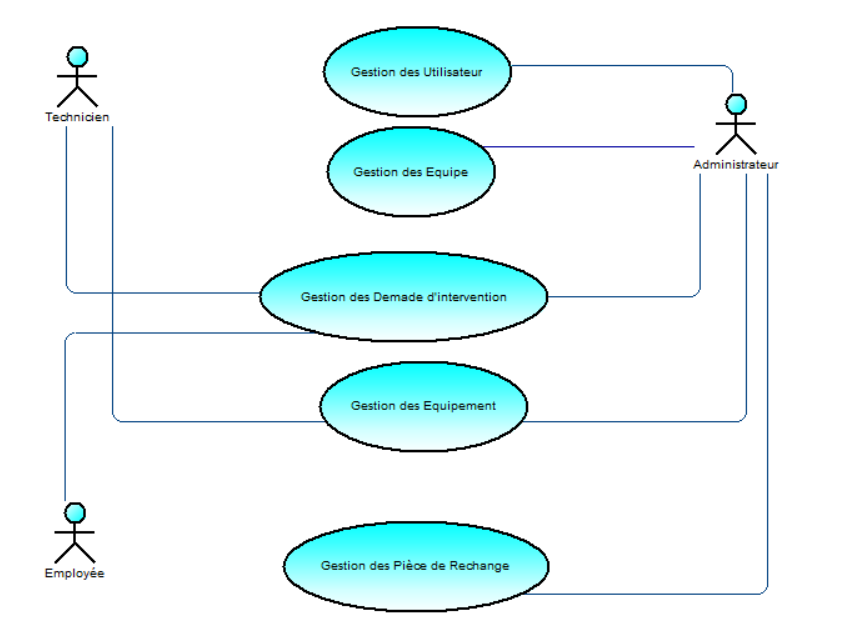 Gestion des Utilisateur
Technicien
Gestion des Equipe
Administrateur
Gestion des Demade d'intervention
Gestion des Equipement
Gestion des Pièce de Rechange
Employée